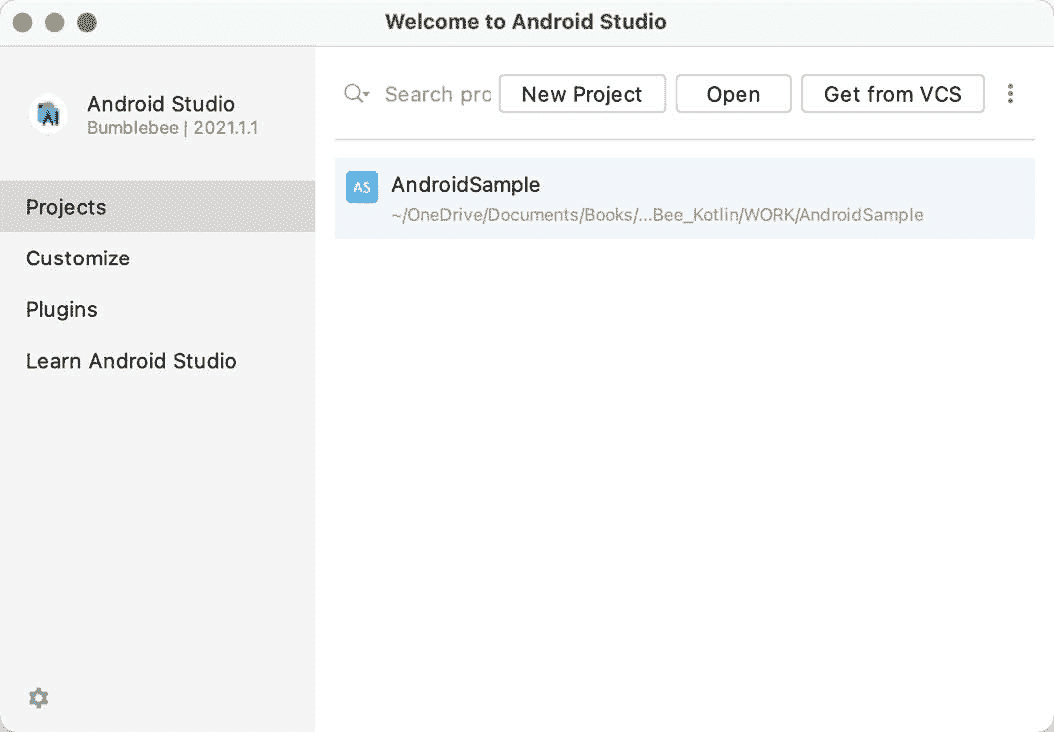 Welcome to Android Studio
Android Studio
Bumblebee | 2021.1.1
Projects
Customize
Plugins
Learn Android Studio
Search pro
New Project
Open
Get from VCS
AS
AndroidSample
~/OneDrive/Documents/Books/...Bee_Kotlin/WORK/AndroidSample